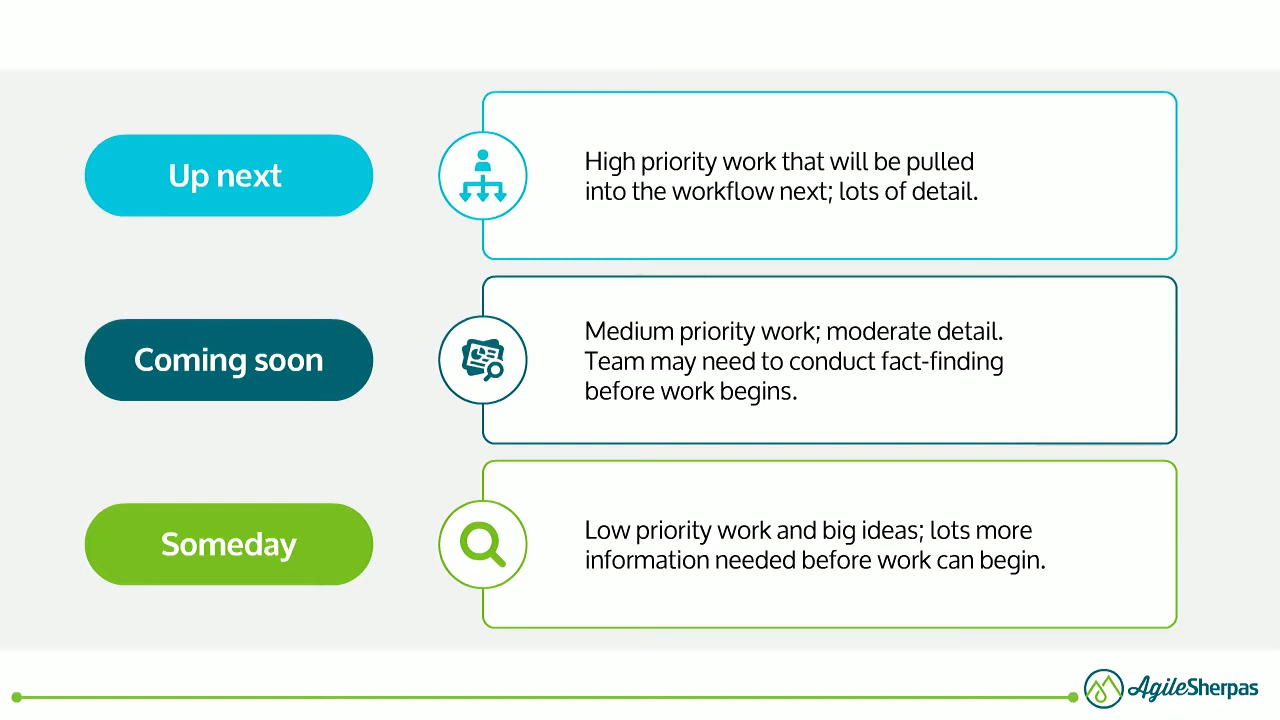 Up next
High priority work that will be pulled
into the workflow next; lots of detail.
Coming soon
Medium priority work; moderate detail.
Team may need to conduct fact-finding
before work begins.
Someday
Low priority work and big ideas; lots more
information needed before work can begin.
AgileSherpas